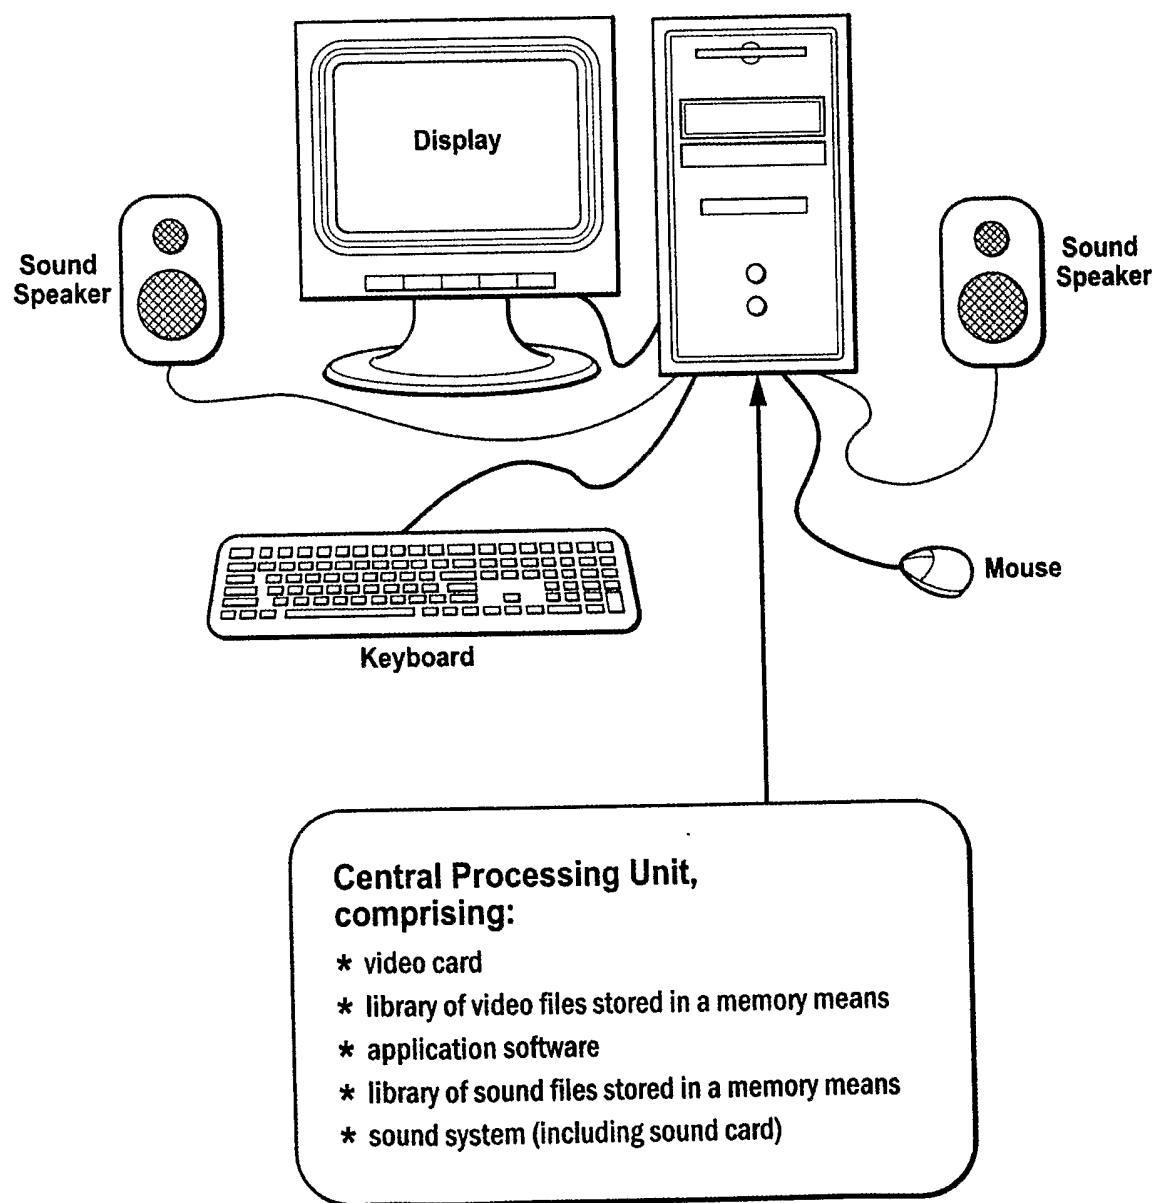 Display
Sound
Speaker
Sound
Speaker
Mouse
Keyboard
Central Processing Unit,
comprising:
* video card
* library of video files stored in a memory means
* application software
* library of sound files stored in a memory means
* sound system (including sound card)